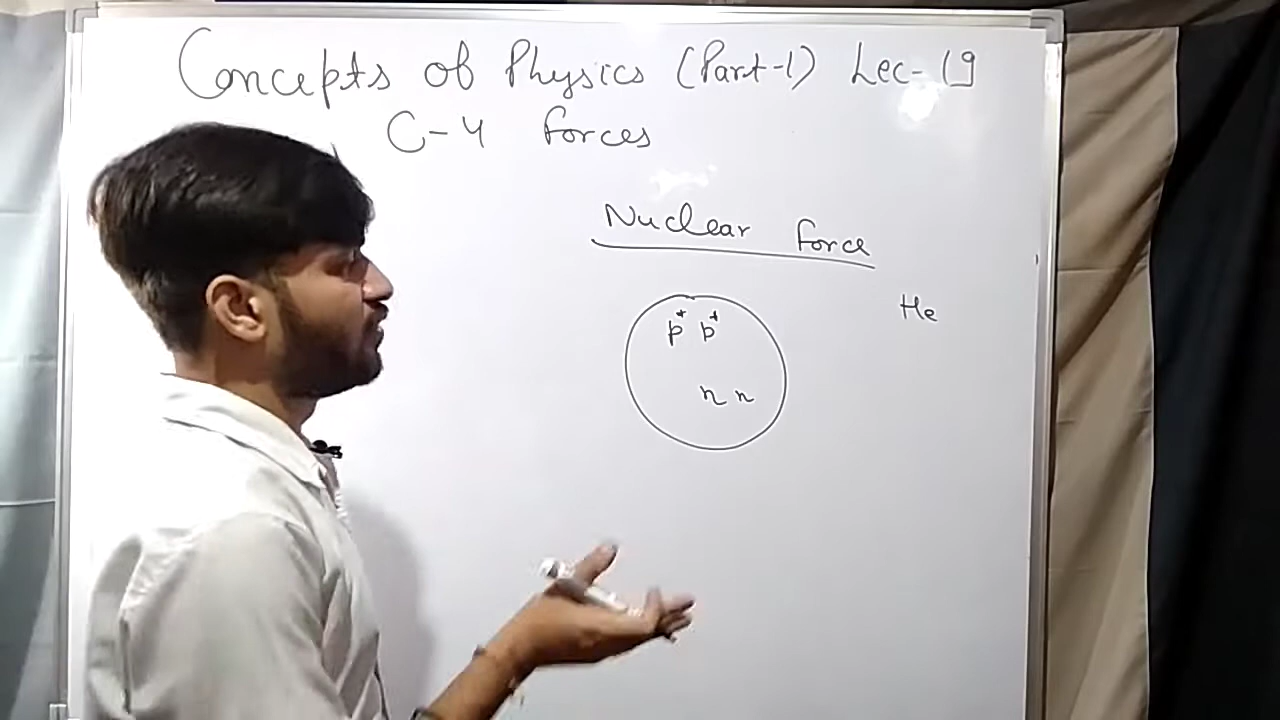 Concepts of Physics (Part-1) Lec-19
C-4 forces
Nuclear force
He
p⁺ p⁺
n n